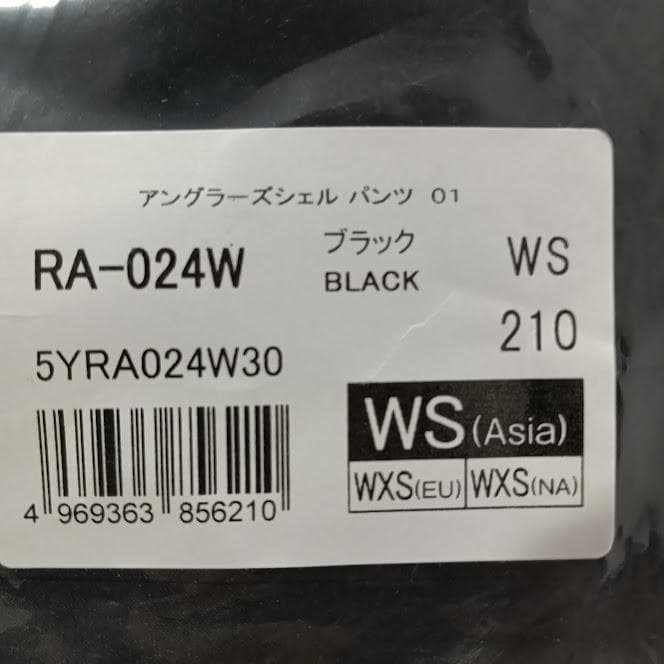 アングラーズシェル パンツ 01
RA-024W
ブラック
BLACK
WS
210
5YRA024W30
WS(Asia)
WXS(EU) WXS(NA)
4 969363 856210